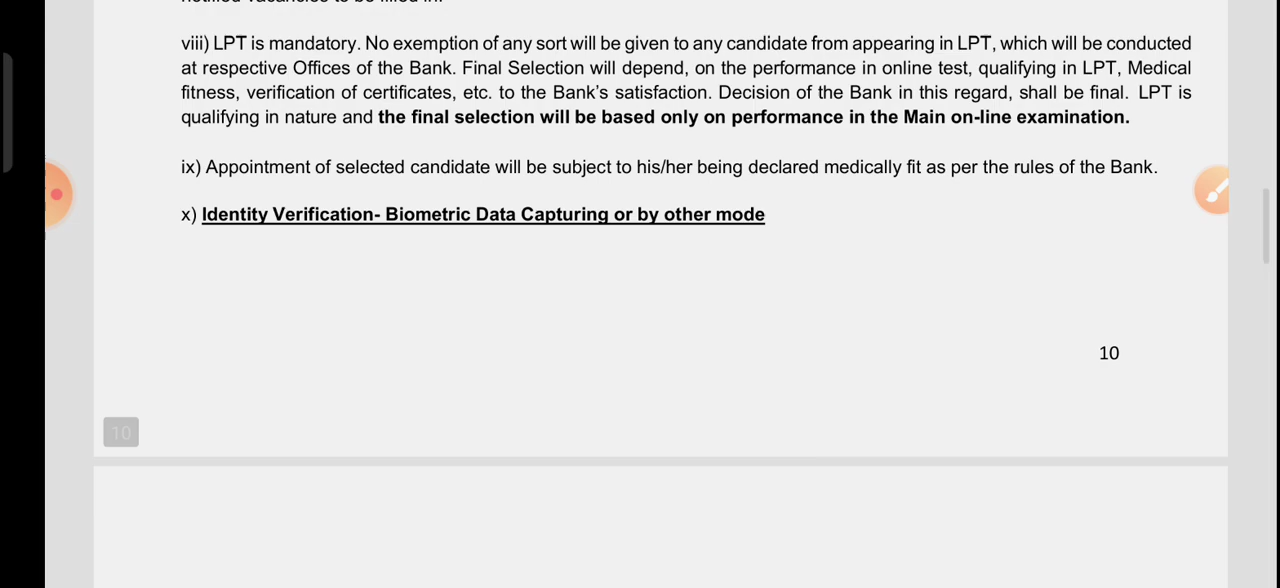 viii) LPT is mandatory. No exemption of any sort will be given to any candidate from appearing in LPT, which will be conducted
at respective Offices of the Bank. Final Selection will depend, on the performance in online test, qualifying in LPT, Medical
fitness, verification of certificates, etc. to the Bank's satisfaction. Decision of the Bank in this regard, shall be final. LPT is
qualifying in nature and the final selection will be based only on performance in the Main on-line examination.
ix) Appointment of selected candidate will be subject to his/her being declared medically fit as per the rules of the Bank.
x) Identity Verification- Biometric Data Capturing or by other mode
10
10